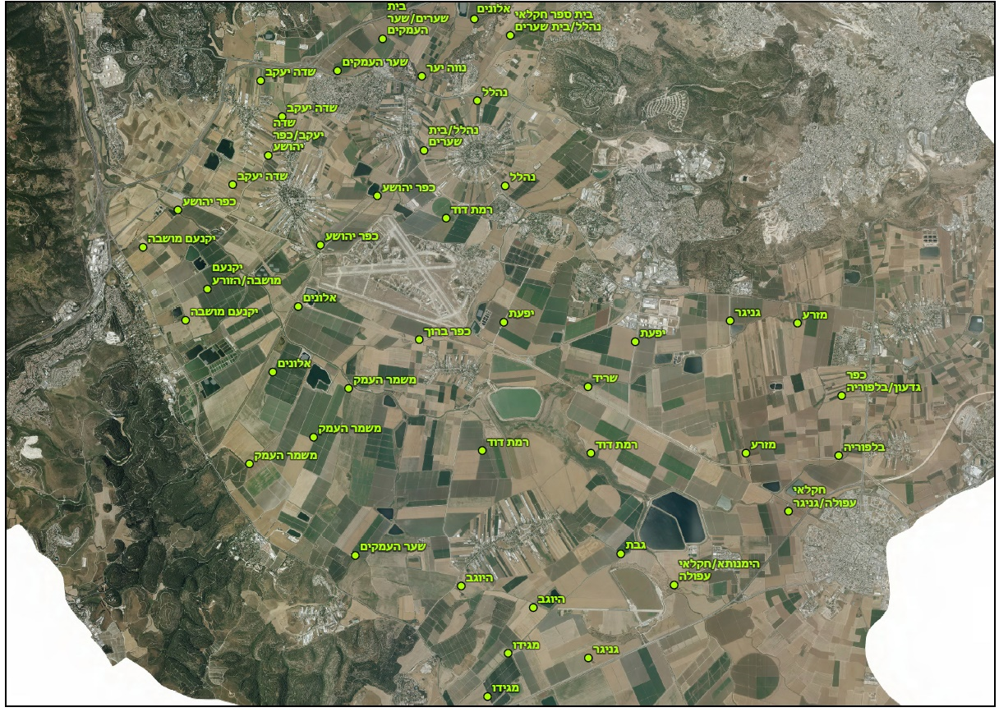 בית
שערים/שער
העמקים
אלונים
בית ספר חקלאי
נהלל/בית שערים
שער העמקים
נווה יער
שדה יעקב
נהלל
שדה יעקב
שדה
יעקב/כפר
יהושע
נהלל/בית
שערים
שדה יעקב
נהלל
כפר יהושע
כפר יהושע
רמת דוד
יקנעם מושבה
כפר יהושע
יקנעם
מושבה/הזורע
אלונים
יקנעם מושבה
יפעת
גניגר
מזרע
כפר ברוך
יפעת
אלונים
משמר העמק
שריד
כפר
גדעון/בלפוריה
משמר העמק
רמת דוד
רמת דוד
מזרע
בלפוריה
משמר העמק
חקלאי
עפולה/גניגר
שער העמקים
גבת
הימנותא/חקלאי
עפולה
היוגב
היוגב
מגידו
גניגר
מגידו